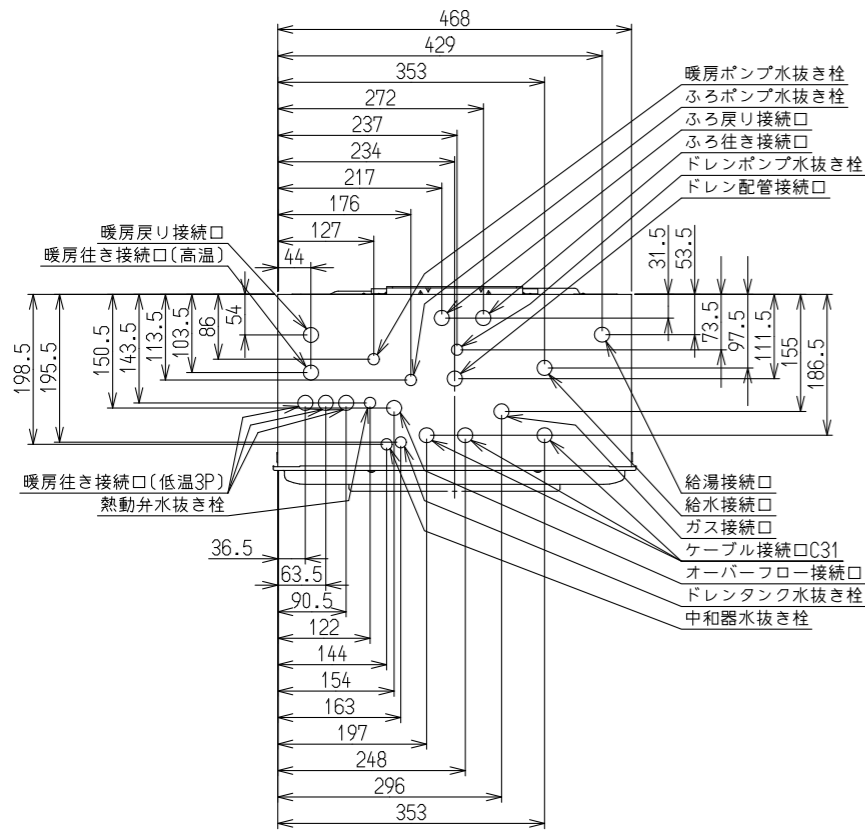 468
429
353
272
237
234
217
176
127
44
暖房ポンプ水抜き栓
ふろポンプ水抜き栓
ふろ戻り接続口
ふろ往き接続口
ドレンポンプ水抜き栓
ドレン配管接続口
暖房戻り接続口
暖房往き接続口(高温)
198.5
195.5
150.5
143.5
113.5
103.5
86
54
31.5
53.5
73.5
97.5
111.5
155
186.5
暖房往き接続口(低温3P)
熱動弁水抜き栓
給湯接続口
給水接続口
ガス接続口
ケーブル接続口C31
オーバーフロー接続口
ドレンタンク水抜き栓
中和器水抜き栓
36.5
63.5
90.5
122
144
154
163
197
248
296
353